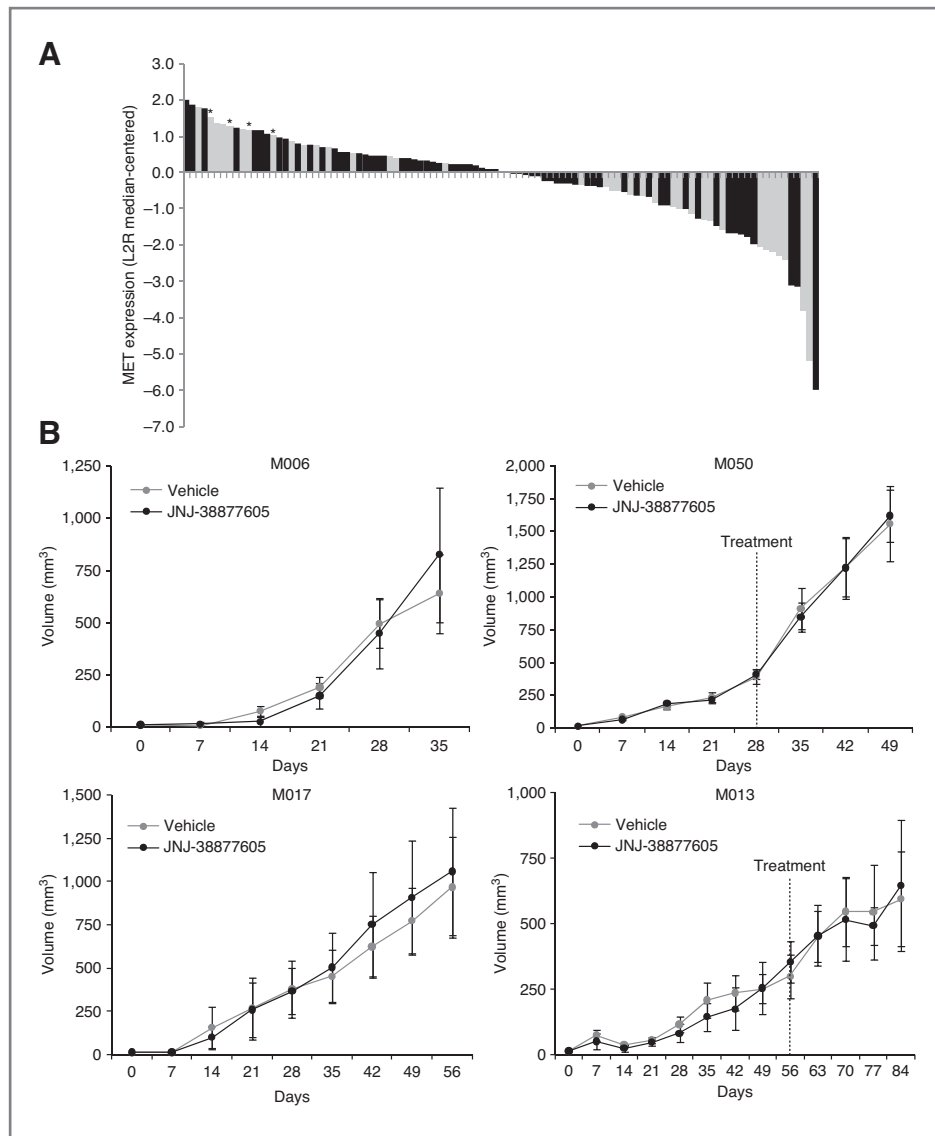 A
3.0
2.0
1.0
0.0
–1.0
–2.0
–3.0
–4.0
–5.0
–6.0
–7.0
MET expression (L2R median-centered)
* * * *
B
M006
1,250
1,000
750
500
250
0
Volume (mm3)
Vehicle
JNJ-38877605
0 7 14 21 28 35
Days
M050
2,000
1,750
1,500
1,250
1,000
750
500
250
0
Volume (mm3)
Vehicle
JNJ-38877605
Treatment
0 7 14 21 28 35 42 49
Days
M017
1,500
1,250
1,000
750
500
250
0
Volume (mm3)
Vehicle
JNJ-38877605
0 7 14 21 28 35 42 49 56
Days
M013
1,000
750
500
250
0
Volume (mm3)
Vehicle
JNJ-38877605
Treatment
0 7 14 21 28 35 42 49 56 63 70 77 84
Days